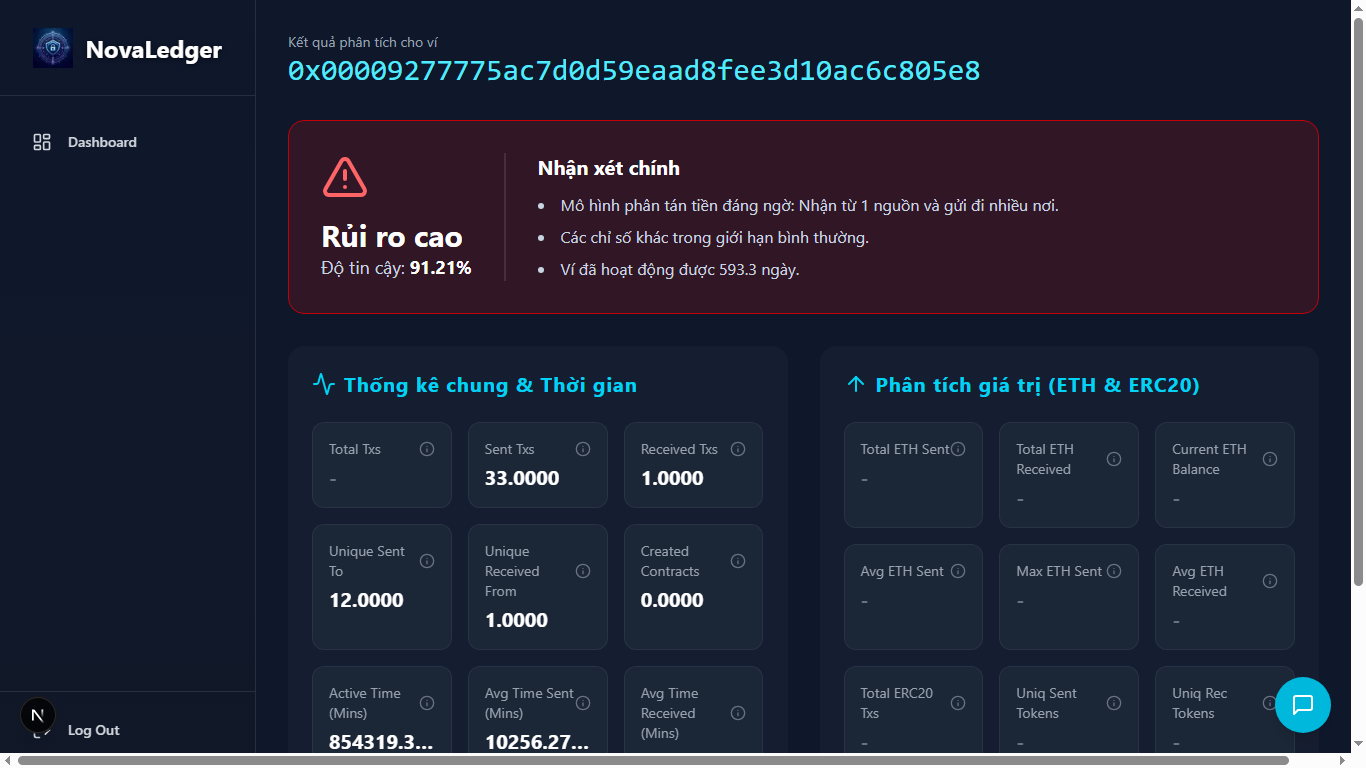 NovaLedger
Dashboard
N
Log Out
Kết quả phân tích cho ví
0x00009277775ac7d0d59eaad8fee3d10ac6c805e8
Rủi ro cao
Độ tin cậy: 91.21%
Nhận xét chính
Mô hình phân tán tiền đáng ngờ: Nhận từ 1 nguồn và gửi đi nhiều nơi.
Các chỉ số khác trong giới hạn bình thường.
Ví đã hoạt động được 593.3 ngày.
Thống kê chung & Thời gian
Total Txs
-
Sent Txs
33.0000
Received Txs
1.0000
Unique Sent
To
12.0000
Unique
Received
From
1.0000
Created
Contracts
0.0000
Active Time
(Mins)
854319.3...
Avg Time Sent
(Mins)
10256.27...
Avg Time
Received
(Mins)
Phân tích giá trị (ETH & ERC20)
Total ETH Sent
-
Total ETH
Received
-
Current ETH
Balance
-
Avg ETH Sent
-
Max ETH Sent
-
Avg ETH
Received
-
Total ERC20
Txs
-
Uniq Sent
Tokens
-
Uniq Rec
Tokens
-